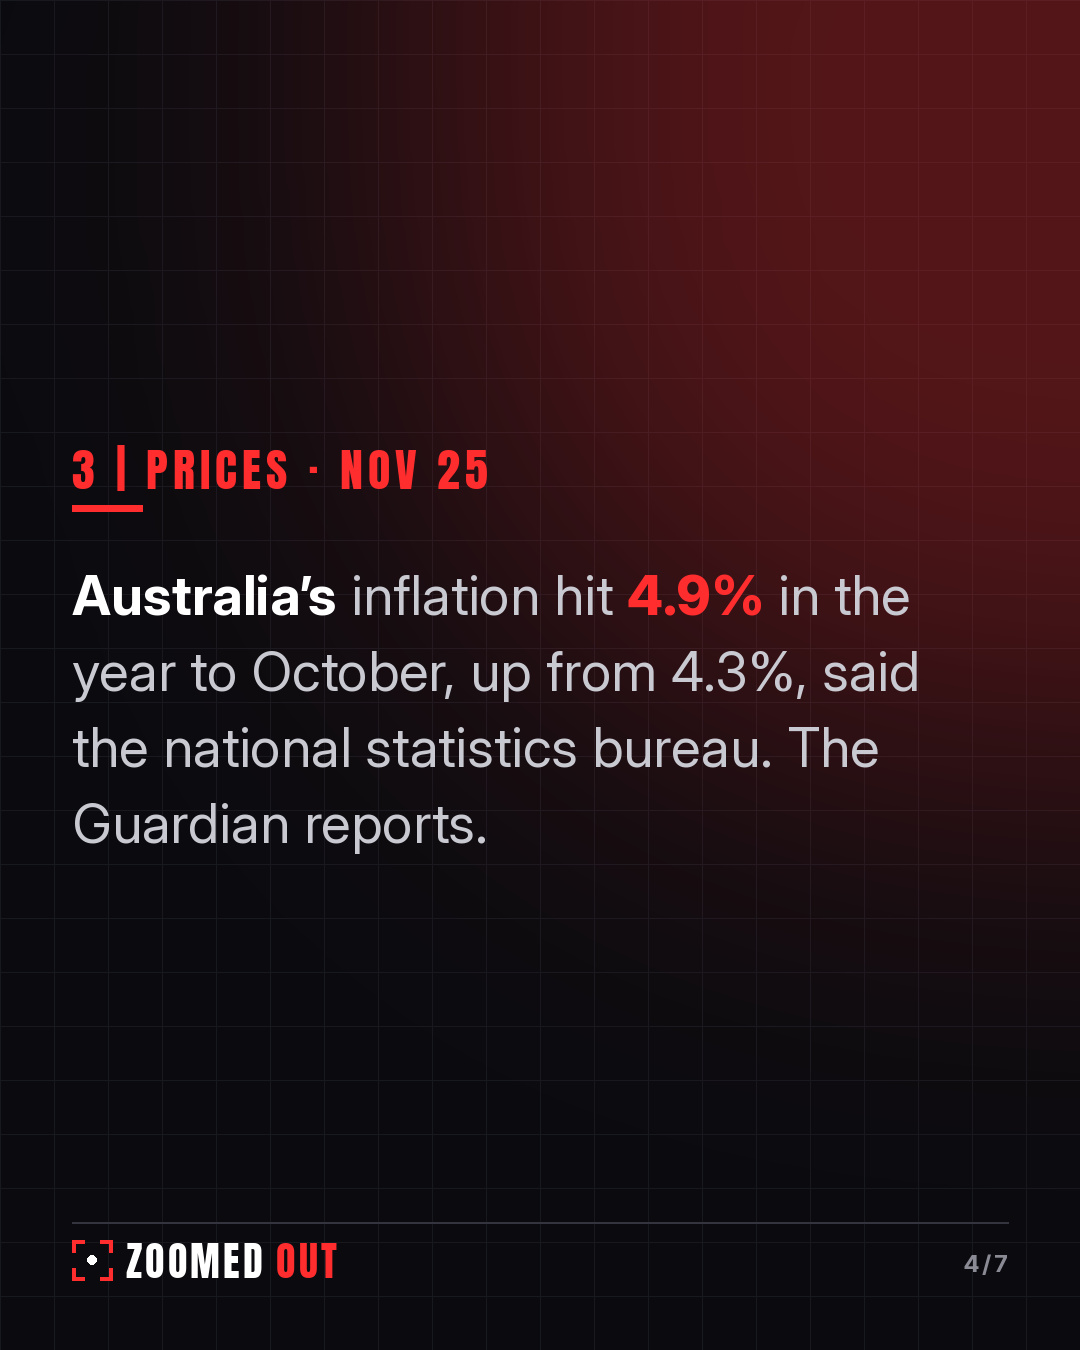 3 | PRICES · NOV 25
Australia’s inflation hit 4.9% in the
year to October, up from 4.3%, said
the national statistics bureau. The
Guardian reports.
ZOOMED OUT
4/7